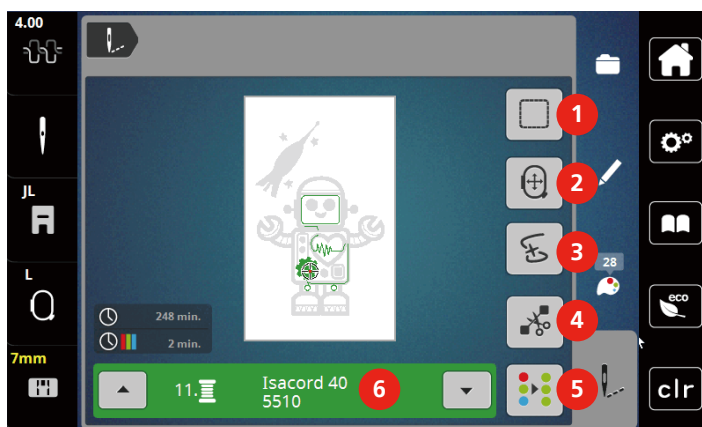 4.00
1
2
JL
3
28
L
eco
248 min.
4
2 min.
7mm
11.
Isacord 40
5510
6
5
clr